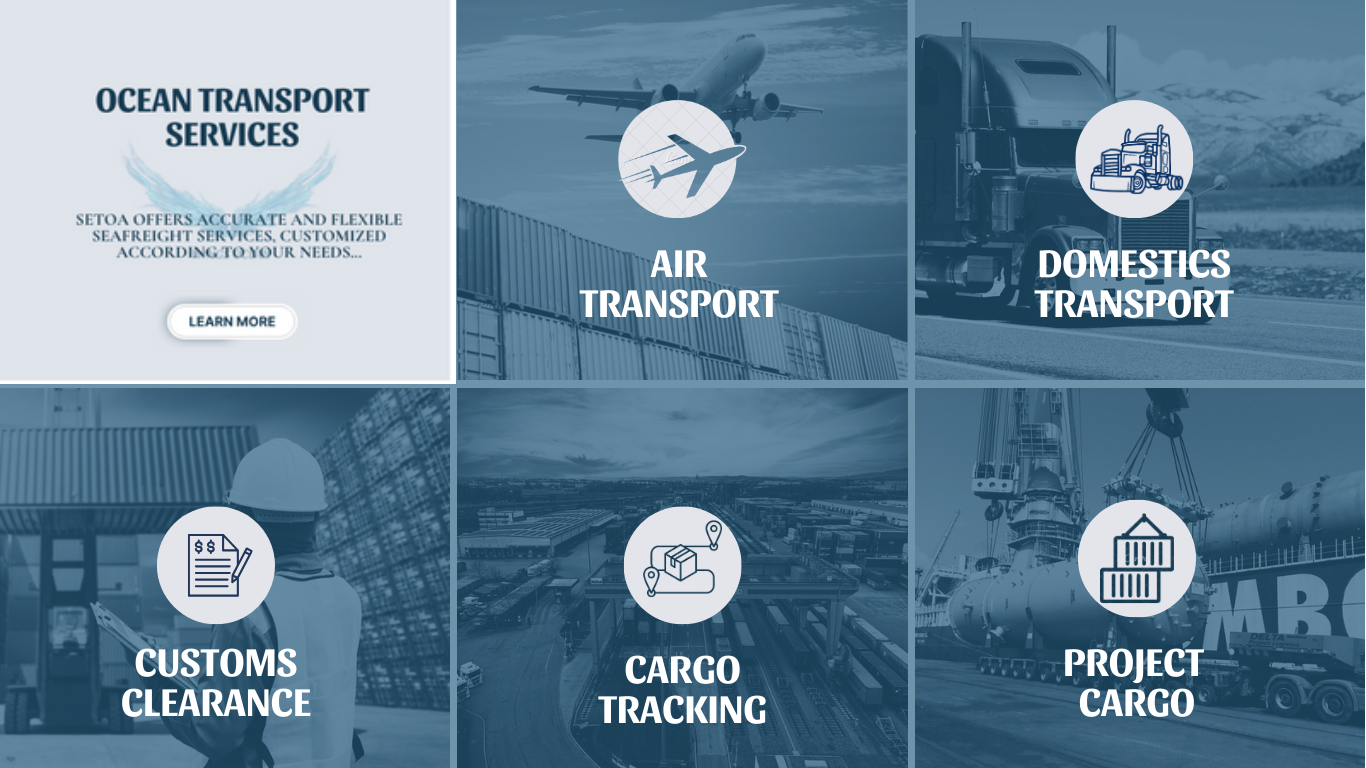 OCEAN TRANSPORT
SERVICES
SETOA OFFERS ACCURATE AND FLEXIBLE
SEAFREIGHT SERVICES, CUSTOMIZED
ACCORDING TO YOUR NEEDS...
LEARN MORE
AIR
TRANSPORT
DOMESTICS
TRANSPORT
CUSTOMS
CLEARANCE
$ $
CARGO
TRACKING
PROJECT
CARGO